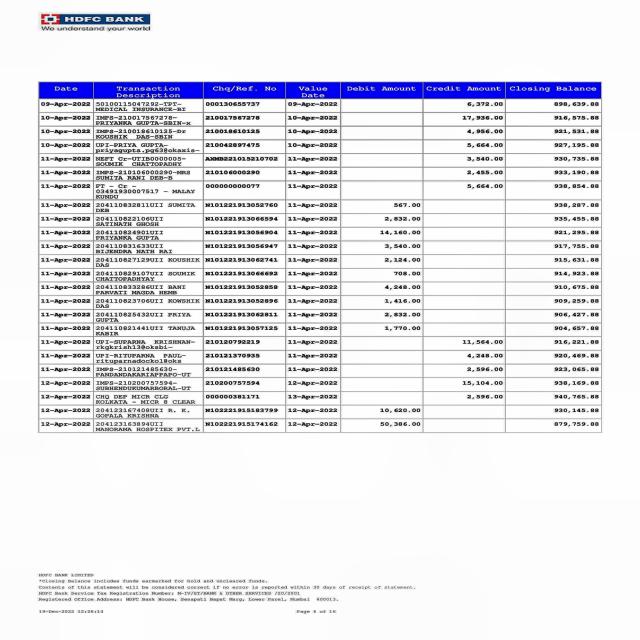 HDFC BANK
We understand your world
Date Transaction Description Chq/Ref. No Value Date Debit Amount Credit Amount Closing Balance
09-Apr-2022 50100115047292-TPT- 000130655737 09-Apr-2022 6,372.00 898,639.88
MEDICAL INSURANCE-BI
10-Apr-2022 IMPS-210017567278- 210017567278 10-Apr-2022 17,936.00 916,575.88
PRIYANKA GUPTA-SBIN-x
10-Apr-2022 IMPS-210018610125-Dr 210018610125 10-Apr-2022 4,956.00 921,531.88
KOUSHIK DAS-SBIN
10-Apr-2022 UPI-PRIYA GUPTA- 210042897475 10-Apr-2022 5,664.00 927,195.88
priyagupta.pg63@okaxis-
11-Apr-2022 NEFT Cr-UTIB0000005- AXMB221015210702 11-Apr-2022 3,540.00 930,735.88
SOUMIK CHATTOPADHY
11-Apr-2022 IMPS-210106000290-MRS 210106000290 11-Apr-2022 2,455.00 933,190.88
SUMITA RANI DEB-B
11-Apr-2022 FT - Cr - 000000000077 11-Apr-2022 5,664.00 938,854.88
03491930007517 - MALAY
KUNDU
11-Apr-2022 204110832811UII SUMITA N101221913052760 11-Apr-2022 567.00 938,287.88
DEB
11-Apr-2022 204110822106UII N101221913066594 11-Apr-2022 2,832.00 935,455.88
SATINATH GHOSH
11-Apr-2022 204110824901UII N101221913056904 11-Apr-2022 14,160.00 921,295.88
PRIYANKA GUPTA
11-Apr-2022 204110831633UII N101221913056947 11-Apr-2022 3,540.00 917,755.88
BIJENDRA NATH RAI
11-Apr-2022 204110827129UII KOUSHIK N101221913062741 11-Apr-2022 2,124.00 915,631.88
DAS
11-Apr-2022 204110829107UII SOUMIK N101221913066692 11-Apr-2022 708.00 914,923.88
CHATTOPADHYAY
11-Apr-2022 204110833286UII BANI N101221913052858 11-Apr-2022 4,248.00 910,675.88
PARVATI MAGDA HEMB
11-Apr-2022 204110823706UII KOWSHIK N101221913052896 11-Apr-2022 1,416.00 909,259.88
DAS
11-Apr-2022 204110825432UII PRIYA N101221913062811 11-Apr-2022 2,832.00 906,427.88
GUPTA
11-Apr-2022 204110821441UII TANUJA N101221913057125 11-Apr-2022 1,770.00 904,657.88
KABIR
11-Apr-2022 UPI-SUPARNA KRISHNAN- 210120792219 11-Apr-2022 11,564.00 916,221.88
rkgkrish13@oksbi-
11-Apr-2022 UPI-RITUPARNA PAUL- 210121370935 11-Apr-2022 4,248.00 920,469.88
rituparnadockol@oks
11-Apr-2022 IMPS-210121485630- 210121485630 11-Apr-2022 2,596.00 923,065.88
PANDANDAKARIAPPAPO-UT
12-Apr-2022 IMPS-210200757594- 210200757594 12-Apr-2022 15,104.00 938,169.88
SUBHENDUKUMARBORAL-UT
12-Apr-2022 CHQ DEP MICR CLG 000000381171 13-Apr-2022 2,596.00 940,765.88
KOLKATA - MICR 8 CLEAR
12-Apr-2022 204123167408UII R. K. N102221915183799 12-Apr-2022 10,620.00 930,145.88
GOPALA KRISHNA
12-Apr-2022 204123163894UII N102221915174162 12-Apr-2022 50,386.00 879,759.88
MANORAMA HOSPITEX PVT.L
HDFC BANK LIMITED
*Closing Balance includes funds earmarked for Hold and uncleared funds.
Contents of this statement will be considered correct if no error is reported within 30 days of receipt of statement.
HDFC Bank Service Tax Registration Number: M-IV/ST/BANK & OTHER SERVICES /20/2001
Registered Office Address: HDFC Bank House, Senapati Bapat Marg, Lower Parel, Mumbai 400013.
19-Dec-2022 12:26:14 Page 6 of 16